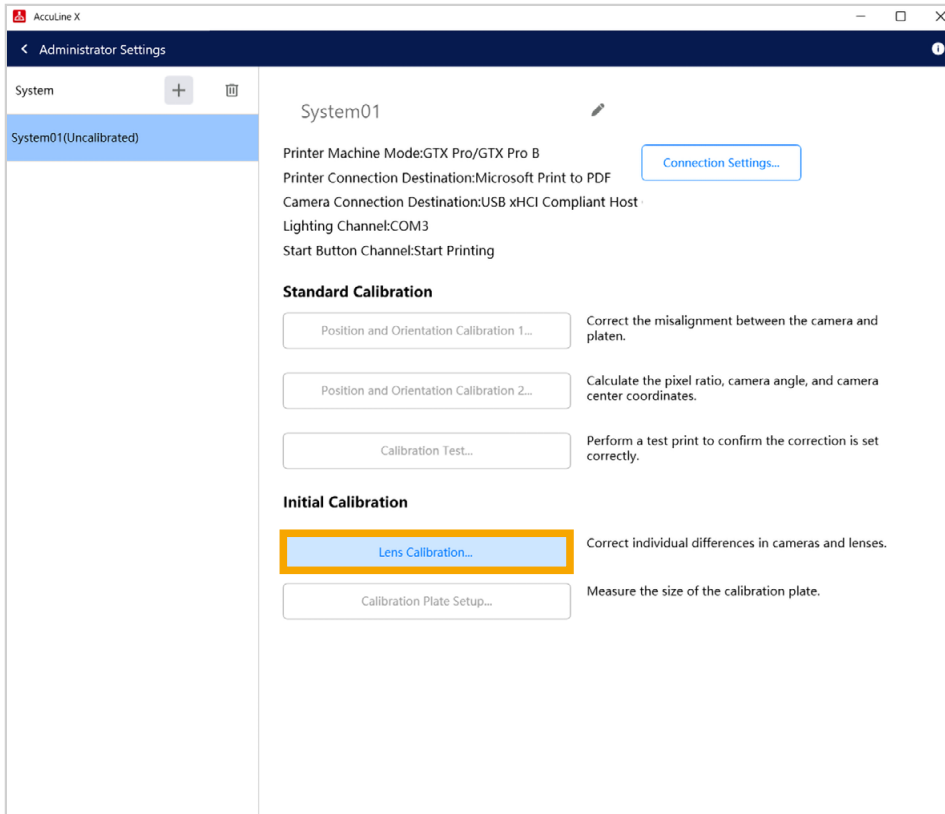 AccuLine X
Administrator Settings
System
System01(Uncalibrated)
System01
Printer Machine Mode:GTX Pro/GTX Pro B
Connection Settings...
Printer Connection Destination:Microsoft Print to PDF
Camera Connection Destination:USB xHCI Compliant Host
Lighting Channel:COM3
Start Button Channel:Start Printing
Standard Calibration
Position and Orientation Calibration 1...
Correct the misalignment between the camera and
platen.
Position and Orientation Calibration 2...
Calculate the pixel ratio, camera angle, and camera
center coordinates.
Calibration Test...
Perform a test print to confirm the correction is set
correctly.
Initial Calibration
Lens Calibration...
Correct individual differences in cameras and lenses.
Calibration Plate Setup...
Measure the size of the calibration plate.